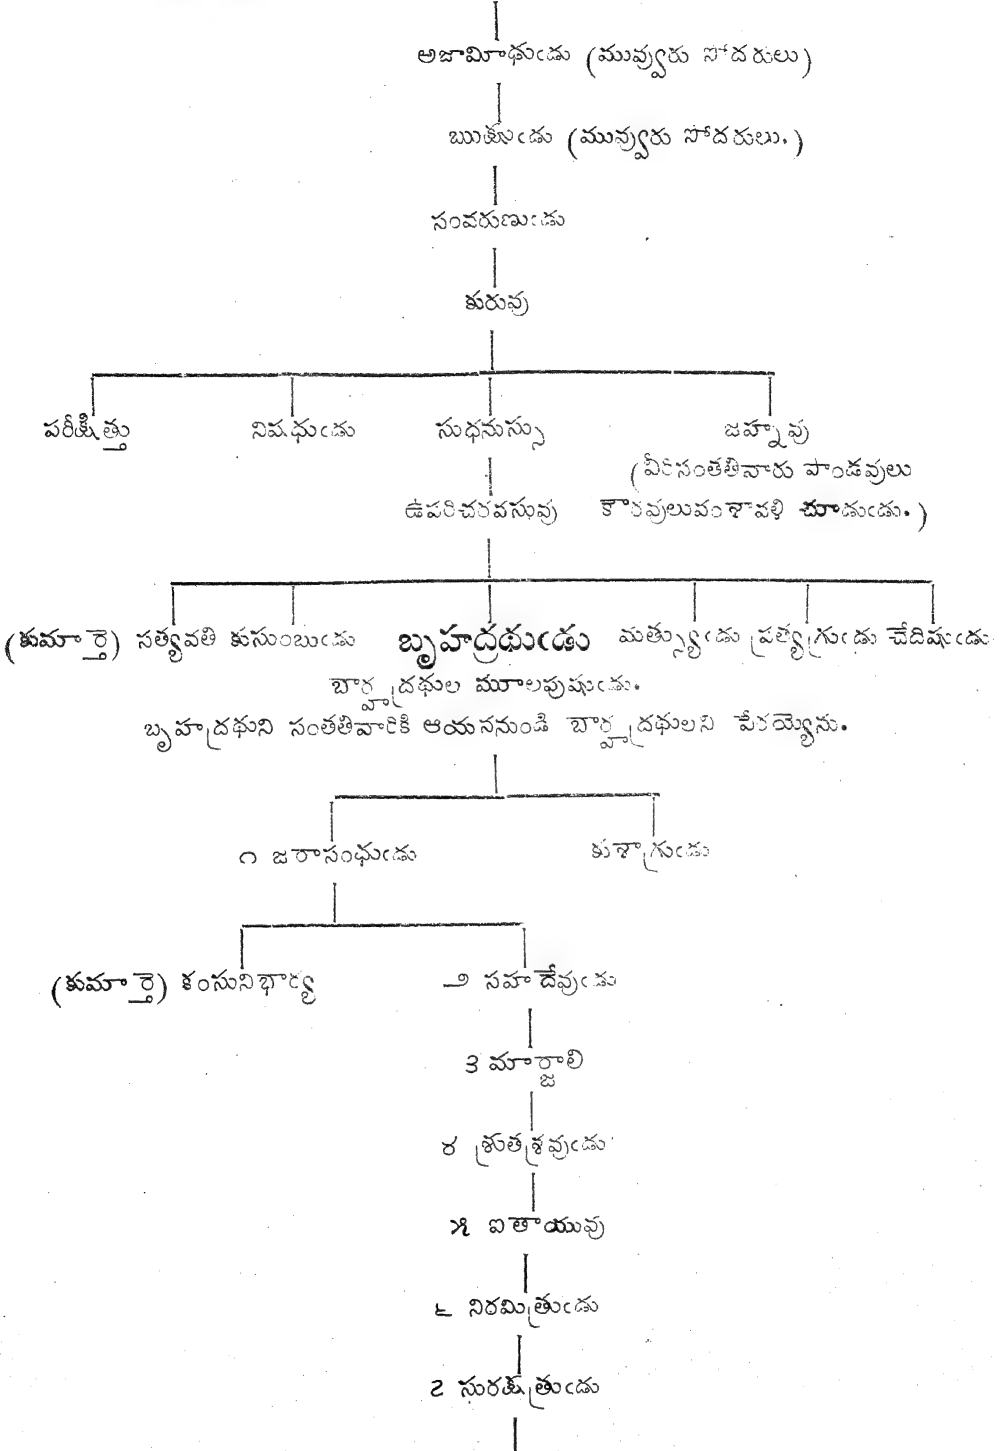 అజామీఢుఁడు (మువ్వురు సోదరులు)
ఋక్షుఁడు (మువ్వురు సోదరులు.)
సంవరుణుఁడు
కురువు
పరీక్షిత్తు నిషధుఁడు సుధనుస్సు జహ్నువు
(వీరిసంతతివారు పాండవులు
ఉపరిచరవసువు కౌరవులువంశావళి చూడుఁడు.)
(కుమార్తె) సత్యవతి కుసుంబుఁడు బృహద్రథుఁడు మత్స్యుఁడు ప్రత్యగ్రుఁడు చేదిషుఁడు
బార్హద్రథుల మూలపురుషుఁడు.
బృహద్రథుని సంతతివారికి ఆయననుండి బార్హద్రథులని పేరయ్యెను.
౧ జరాసంధుఁడు కుశాగ్రుఁడు
(కుమార్తె) కంసునిభార్య ౨ సహదేవుఁడు
౩ మార్జాలి
౪ శ్రుతశ్రవుఁడు
౫ ఐతాయువు
౬ నిరమిత్రుఁడు
౭ సురక్షత్రుఁడు